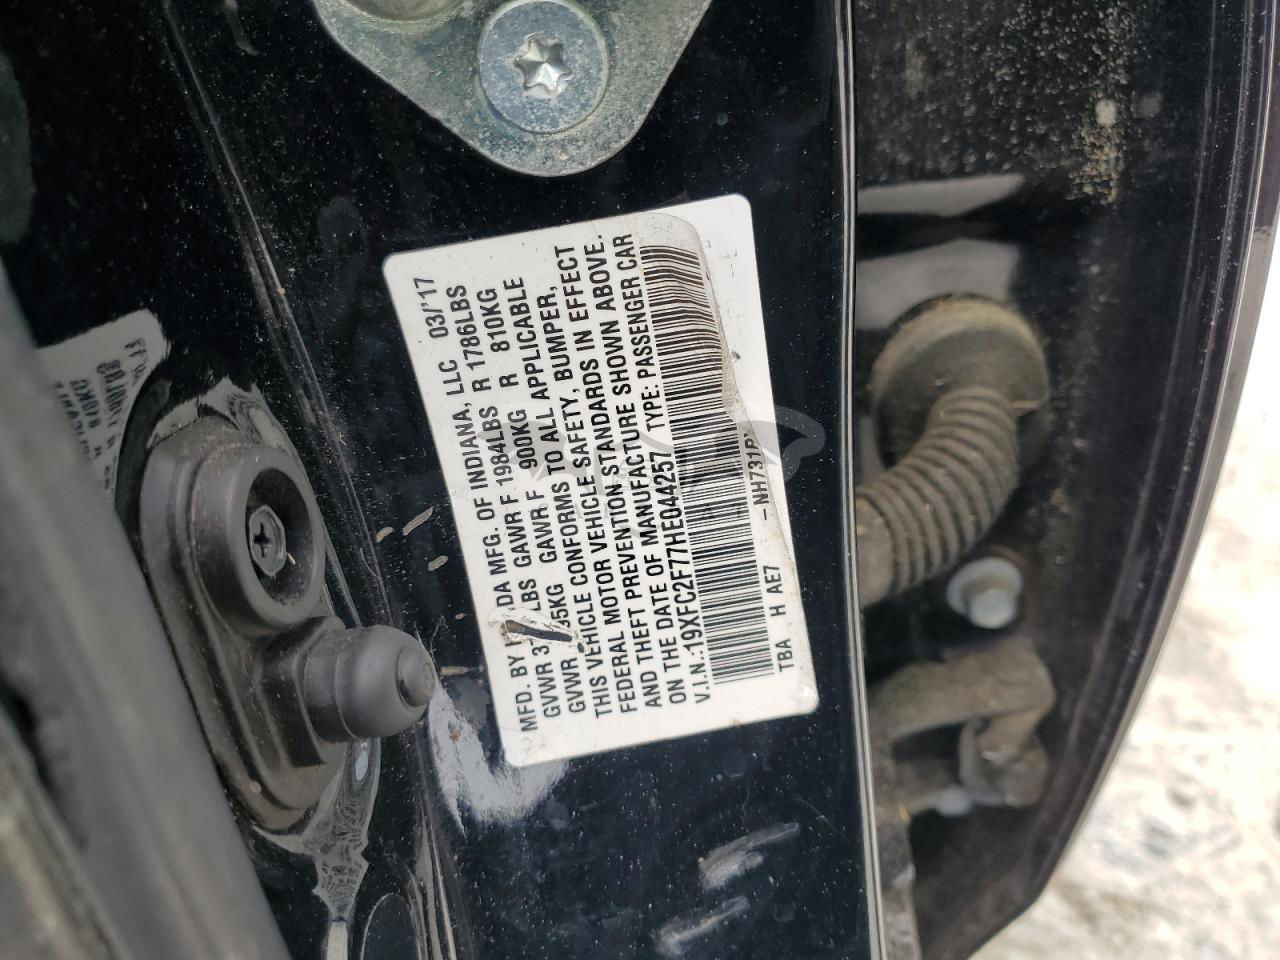 MFD. BY DA MFG. OF INDIANA, LLC 03/'17
GVWR LBS GAWR F 1984LBS R 1786LBS
GVWR KG GAWR F 900KG R 810KG
THIS VEHICLE CONFORMS TO ALL APPLICABLE
FEDERAL MOTOR VEHICLE SAFETY, BUMPER,
AND THEFT PREVENTION STANDARDS IN EFFECT
ON THE DATE OF MANUFACTURE SHOWN ABOVE.
V.I.N.:19XFC2F77HE044257 TYPE: PASSENGER CAR
TBA H AE7 – NH731P